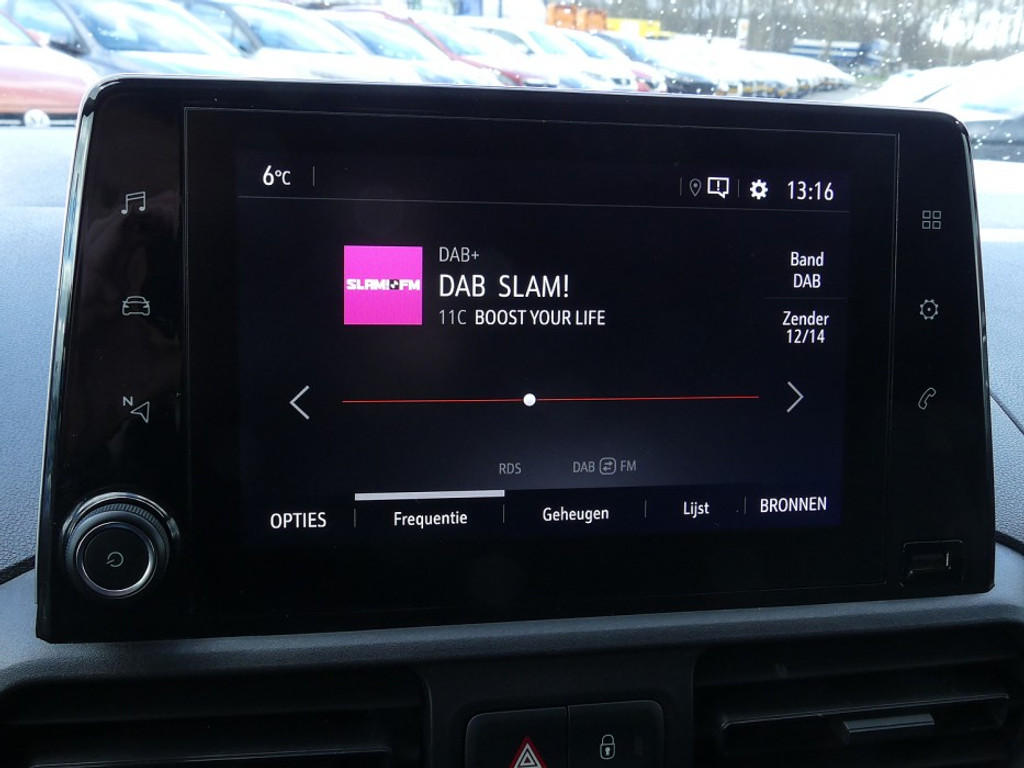 6°C
13:16
SLAM! FM
DAB+
DAB SLAM!
11C BOOST YOUR LIFE
Band
DAB
Zender
12/14
N
RDS
DAB FM
OPTIES
Frequentie
Geheugen
Lijst
BRONNEN